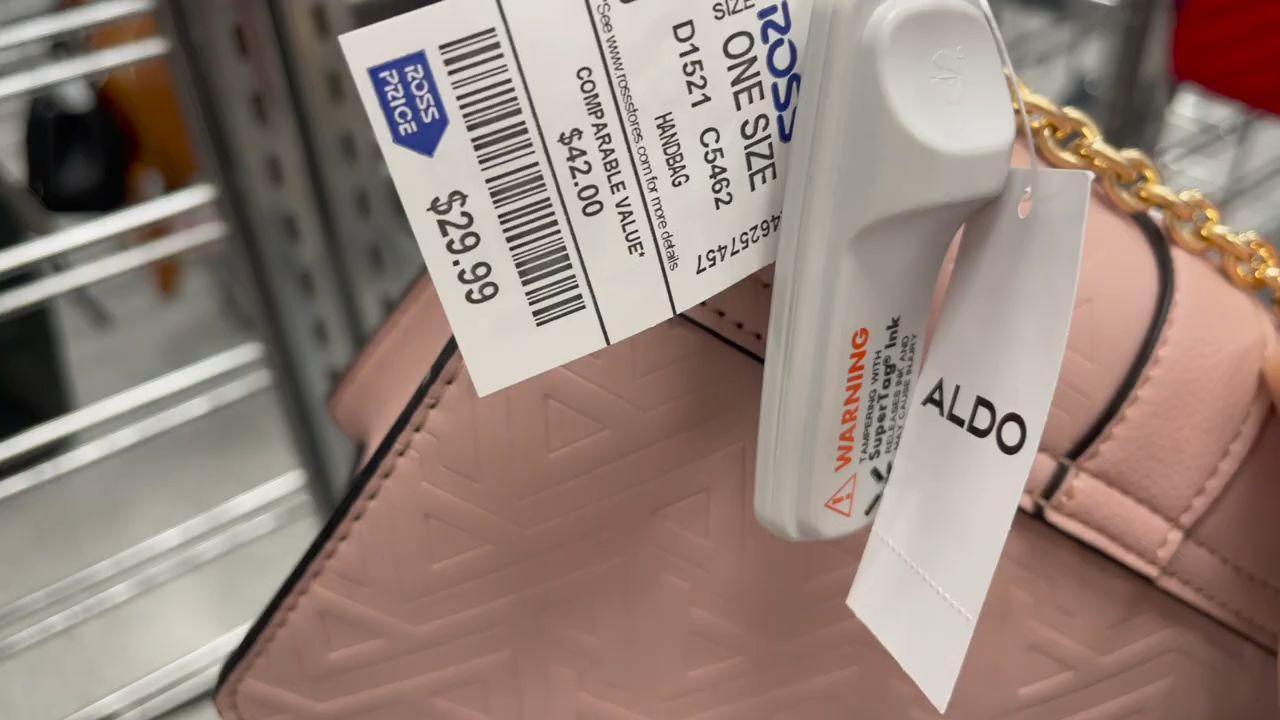 ROSS
SIZE
ONE SIZE
D1521 C5462
HANDBAG
46257457
*See www.rossstores.com for more details
COMPARABLE VALUE*
$42.00
ROSS
PRICE
$29.99
WARNING
TAMPERING WITH
SuperTag® Ink
RELEASES INK AND
MAY CAUSE INJURY
ALDO